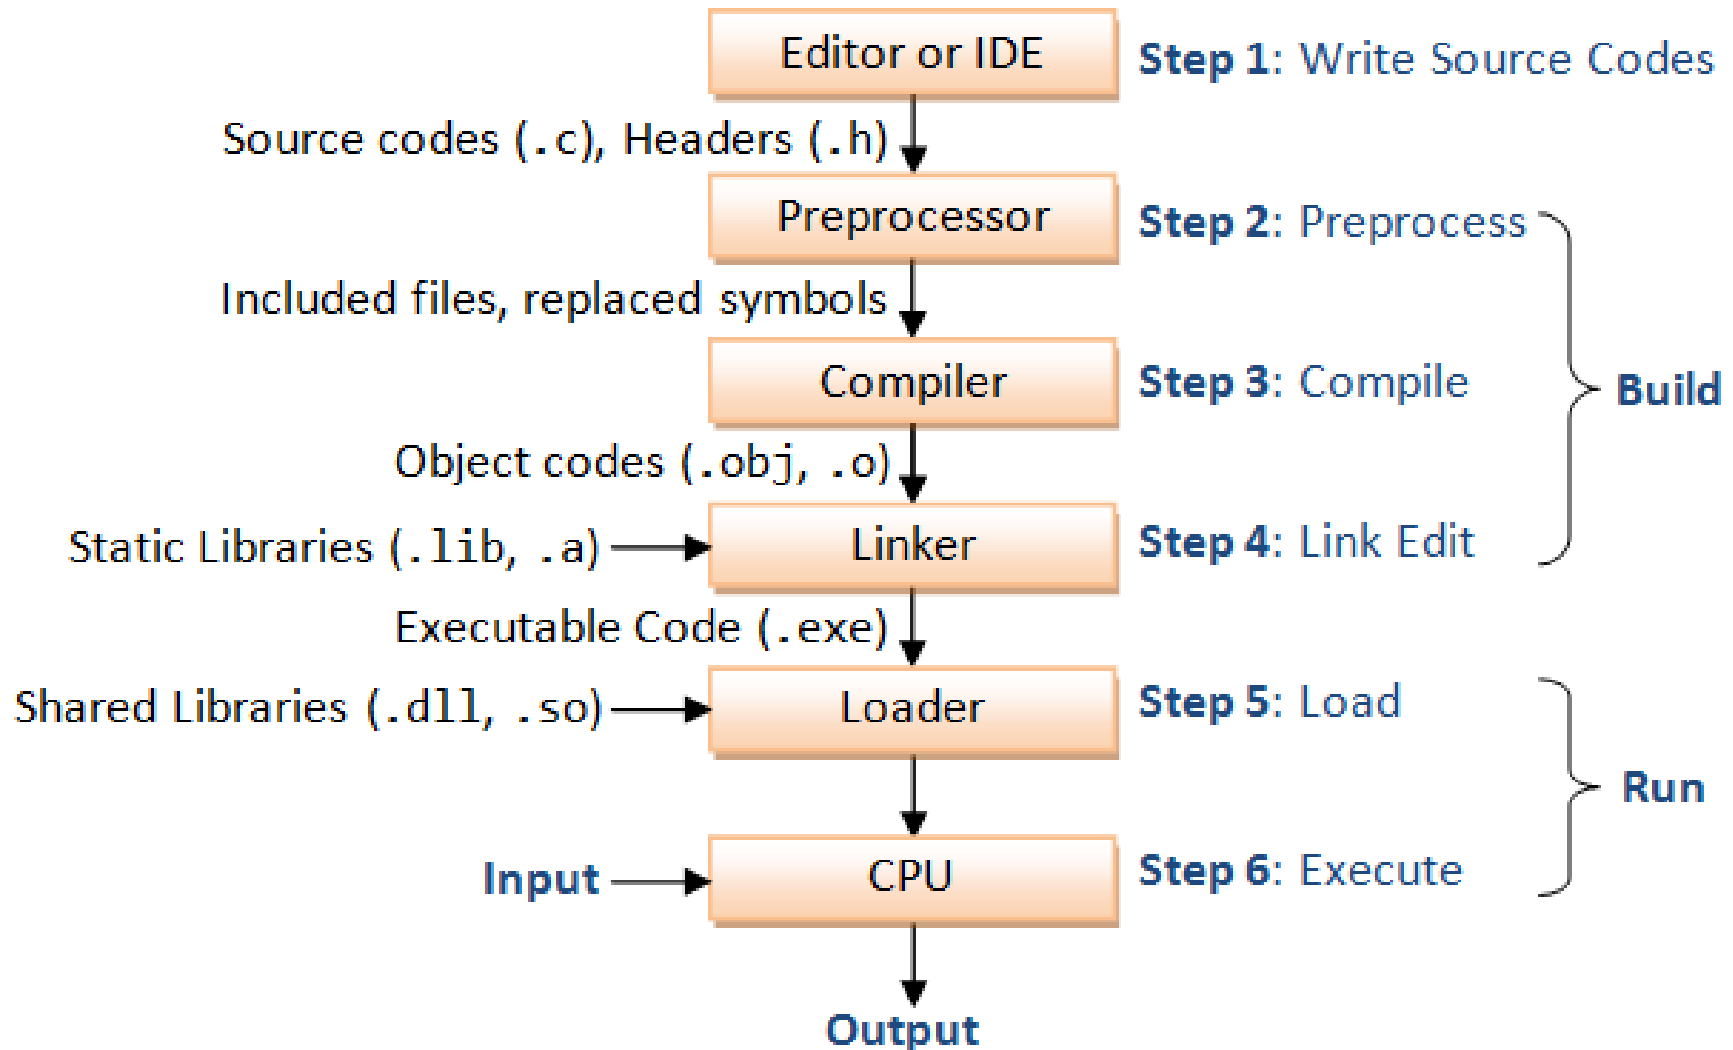 Editor or IDE
Step 1: Write Source Codes
Source codes (.c), Headers (.h)
Preprocessor
Step 2: Preprocess
Included files, replaced symbols
Compiler
Step 3: Compile
Build
Object codes (.obj, .o)
Static Libraries (.lib, .a)
Linker
Step 4: Link Edit
Executable Code (.exe)
Shared Libraries (.dll, .so)
Loader
Step 5: Load
Run
Input
CPU
Step 6: Execute
Output